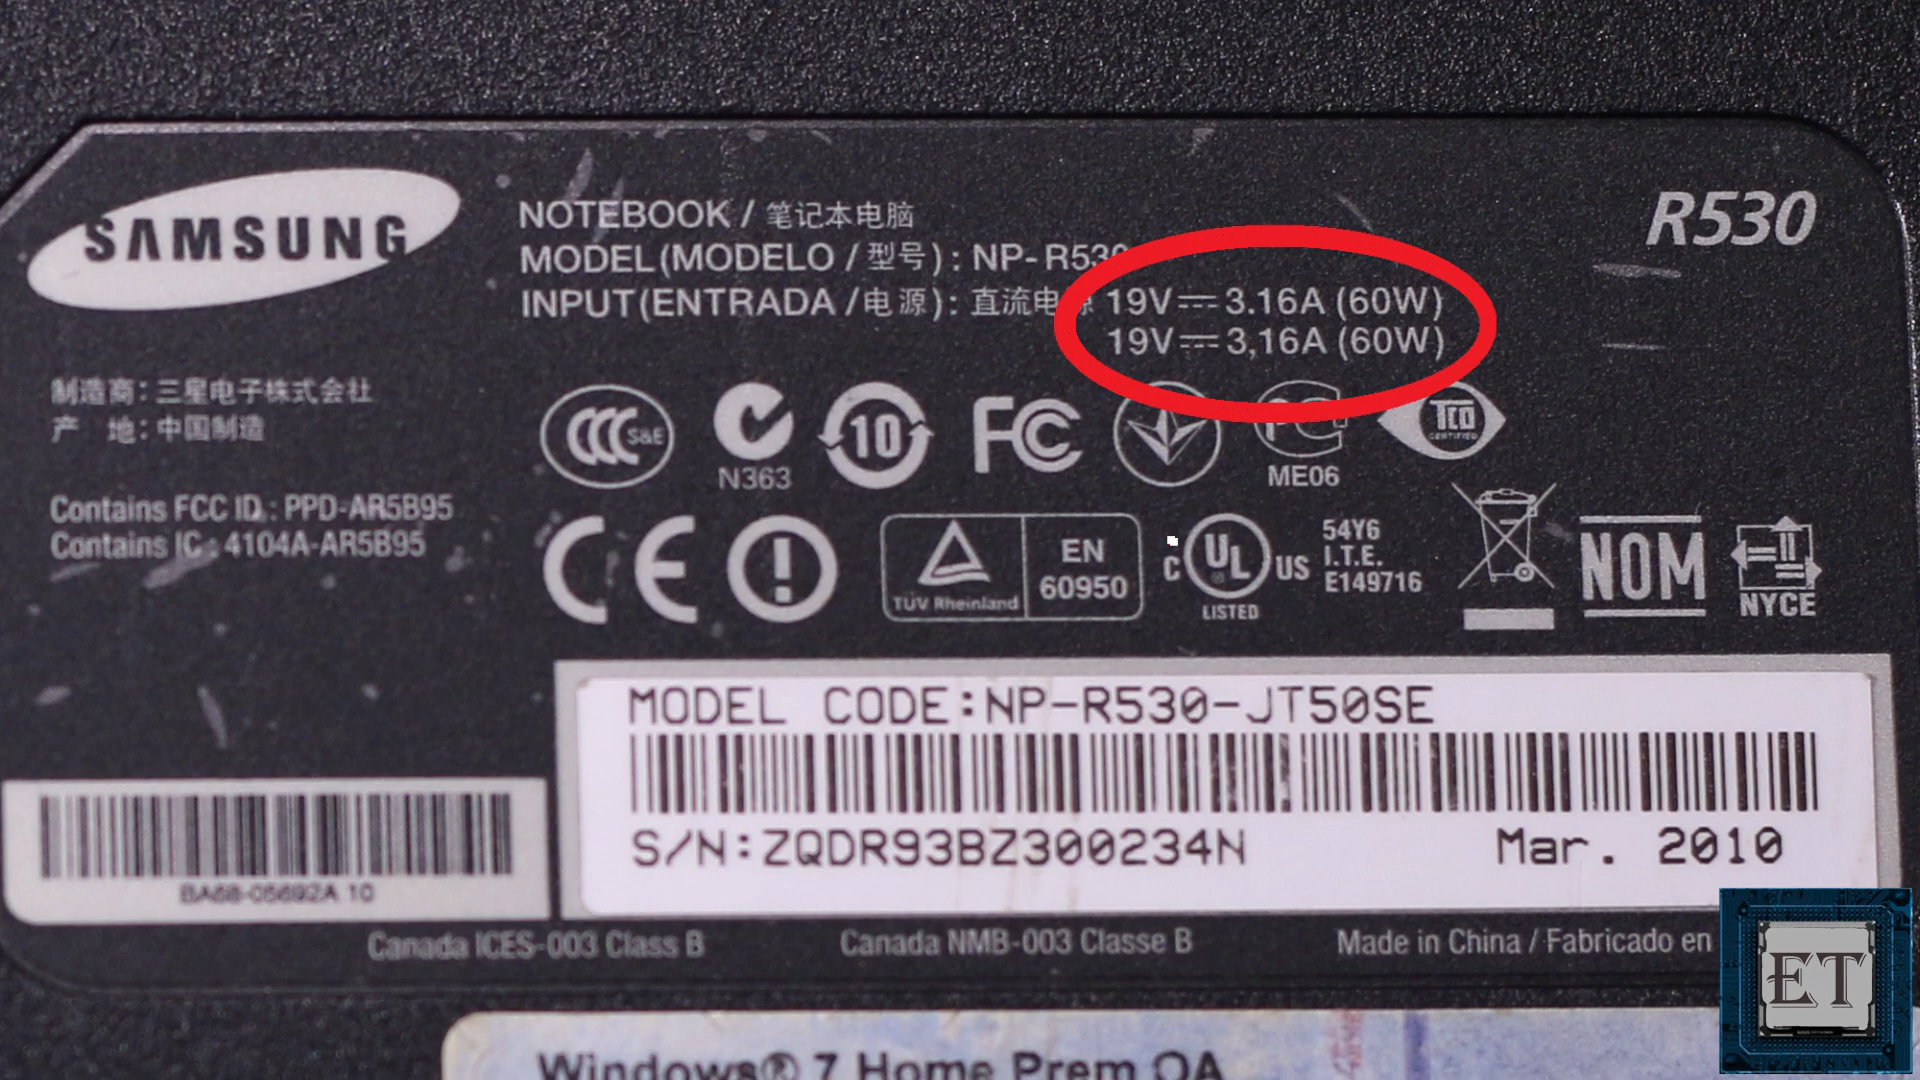 SAMSUNG
NOTEBOOK / 笔记本电脑
R530
MODEL (MODELO / 型号) : NP-R530
INPUT (ENTRADA / 电源) : 直流电源 19V⎓3.16A (60W)
19V⎓3,16A (60W)
制造商: 三星电子株式会社
产 地: 中国制造
CCC S&E
N363
10
FC
ME06
TCO CERTIFIED
Contains FCC ID : PPD-AR5B95
Contains IC : 4104A-AR5B95
CE
TÜV Rheinland
EN
60950
C UL US
LISTED
54Y6
I.T.E.
E149716
NOM
NYCE
MODEL CODE:NP-R530-JT50SE
S/N:ZQDR93BZ300234N Mar. 2010
BA68-05692A 10
Canada ICES-003 Class B Canada NMB-003 Classe B Made in China / Fabricado en
ET
Windows® 7 Home Prem OA